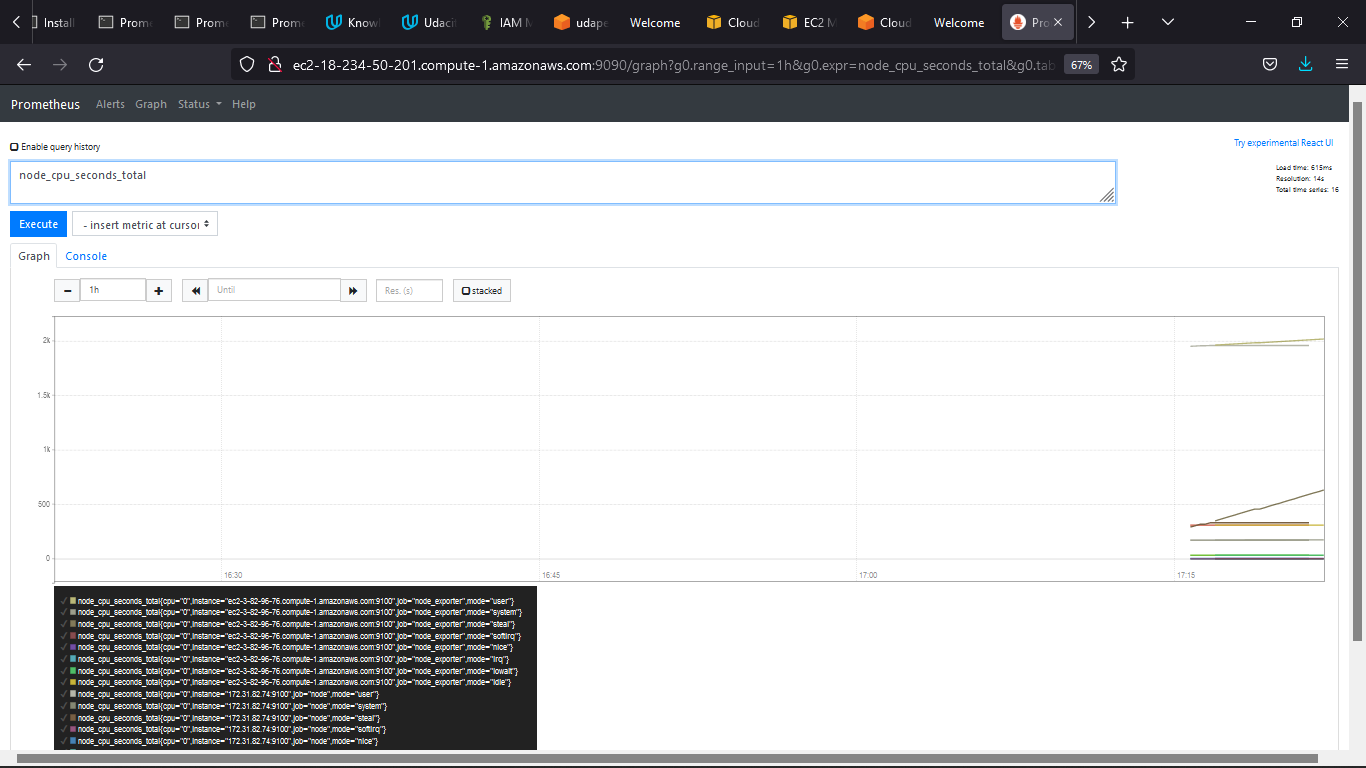 Install Prome Prome Prome Know Udaci IAM M udape Welcome Cloud EC2 M Cloud Welcome Pro
ec2-18-234-50-201.compute-1.amazonaws.com:9090/graph?g0.range_input=1h&g0.expr=node_cpu_seconds_total&g0.tab 67%
Prometheus Alerts Graph Status Help
Enable query history Try experimental React UI
node_cpu_seconds_total
Load time: 615ms
Resolution: 14s
Total time series: 16
Execute - insert metric at cursor
Graph Console
1h Until Res. (s) stacked
2k
1.5k
1k
500
0
16:30 16:45 17:00 17:15
node_cpu_seconds_total{cpu="0",instance="ec2-3-82-96-76.compute-1.amazonaws.com:9100",job="node_exporter",mode="user"}
node_cpu_seconds_total{cpu="0",instance="ec2-3-82-96-76.compute-1.amazonaws.com:9100",job="node_exporter",mode="system"}
node_cpu_seconds_total{cpu="0",instance="ec2-3-82-96-76.compute-1.amazonaws.com:9100",job="node_exporter",mode="steal"}
node_cpu_seconds_total{cpu="0",instance="ec2-3-82-96-76.compute-1.amazonaws.com:9100",job="node_exporter",mode="softirq"}
node_cpu_seconds_total{cpu="0",instance="ec2-3-82-96-76.compute-1.amazonaws.com:9100",job="node_exporter",mode="nice"}
node_cpu_seconds_total{cpu="0",instance="ec2-3-82-96-76.compute-1.amazonaws.com:9100",job="node_exporter",mode="irq"}
node_cpu_seconds_total{cpu="0",instance="ec2-3-82-96-76.compute-1.amazonaws.com:9100",job="node_exporter",mode="iowait"}
node_cpu_seconds_total{cpu="0",instance="ec2-3-82-96-76.compute-1.amazonaws.com:9100",job="node_exporter",mode="idle"}
node_cpu_seconds_total{cpu="0",instance="172.31.82.74:9100",job="node",mode="user"}
node_cpu_seconds_total{cpu="0",instance="172.31.82.74:9100",job="node",mode="system"}
node_cpu_seconds_total{cpu="0",instance="172.31.82.74:9100",job="node",mode="steal"}
node_cpu_seconds_total{cpu="0",instance="172.31.82.74:9100",job="node",mode="softirq"}
node_cpu_seconds_total{cpu="0",instance="172.31.82.74:9100",job="node",mode="nice"}